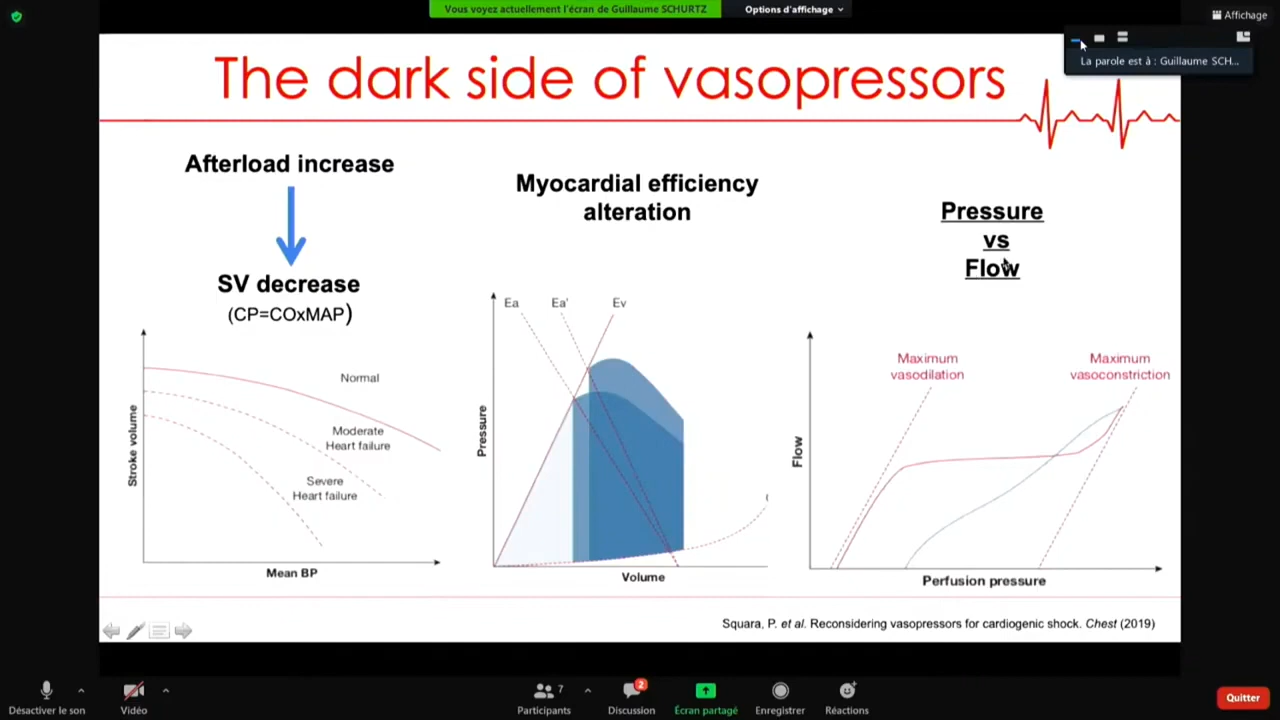 Vous voyez actuellement l'écran de Guillaume SCHURTZ
Options d'affichage
Affichage
La parole est à : Guillaume SCH...
The dark side of vasopressors
Afterload increase
SV decrease
(CP=COxMAP)
Normal
Moderate
Heart failure
Severe
Heart failure
Stroke volume
Mean BP
Myocardial efficiency
alteration
Ea
Ea'
Ev
Pressure
Volume
Pressure
vs
Flow
Maximum
vasodilation
Maximum
vasoconstriction
Flow
Perfusion pressure
Squara, P. et al. Reconsidering vasopressors for cardiogenic shock. Chest (2019)
Désactiver le son
Vidéo
7
Participants
2
Discussion
Écran partagé
Enregistrer
Réactions
Quitter